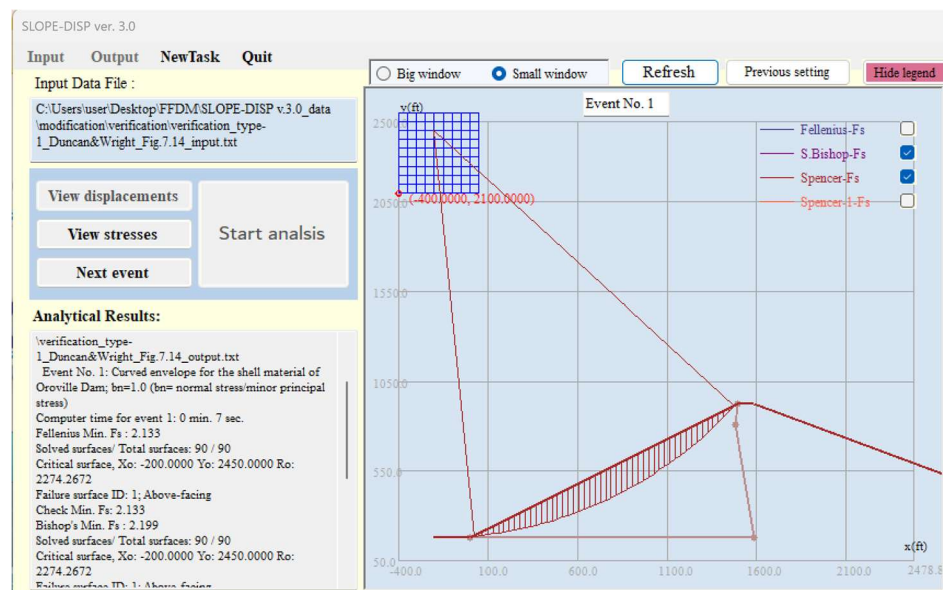 SLOPE-DISP ver. 3.0
Input Output NewTask Quit
Input Data File :
C:\Users\user\Desktop\FFDM\SLOPE-DISP v.3.0_data
\modification\verification\verification_type-
1_Duncan&Wright_Fig.7.14_input.txt
View displacements
View stresses
Next event
Start analsis
Analytical Results:
\verification_type-
1_Duncan&Wright_Fig.7.14_output.txt
Event No. 1: Curved envelope for the shell material of
Oroville Dam; bn=1.0 (bn= normal stress/minor principal
stress)
Computer time for event 1: 0 min. 7 sec.
Fellenius Min. Fs : 2.133
Solved surfaces/ Total surfaces: 90 / 90
Critical surface, Xo: -200.0000 Yo: 2450.0000 Ro:
2274.2672
Failure surface ID: 1; Above-facing
Check Min. Fs: 2.133
Bishop's Min. Fs : 2.199
Solved surfaces/ Total surfaces: 90 / 90
Critical surface, Xo: -200.0000 Yo: 2450.0000 Ro:
2274.2672
Failure surface ID: 1; Above-facing
Big window Small window Refresh Previous setting Hide legend
Event No. 1
y(ft)
Fellenius-Fs
S.Bishop-Fs
Spencer-Fs
Spencer-1-Fs
(-400.0000, 2100.0000)
2050.0
1550.0
1050.0
550.0
50.0
x(ft)
-400.0 100.0 600.0 1100.0 1600.0 2100.0 2478.8